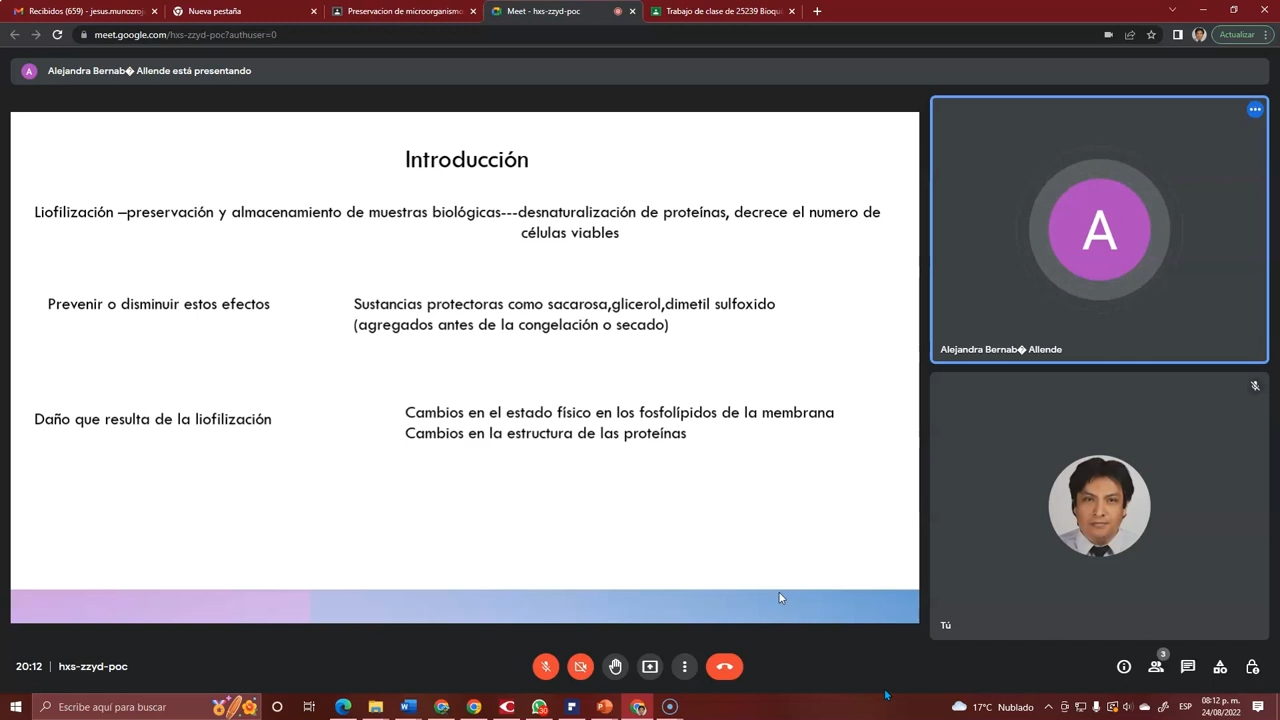 Recibidos (659) - jesus.munozroj
Nueva pestaña
Preservacion de microorganismo
Meet - hxs-zzyd-poc
Trabajo de clase de 25239 Bioqu
meet.google.com/hxs-zzyd-poc?authuser=0
Actualizar
A
Alejandra Bernab� Allende está presentando
Introducción
Liofilización –preservación y almacenamiento de muestras biológicas---desnaturalización de proteínas, decrece el numero de
células viables
Prevenir o disminuir estos efectos
Sustancias protectoras como sacarosa,glicerol,dimetil sulfoxido
(agregados antes de la congelación o secado)
Daño que resulta de la liofilización
Cambios en el estado físico en los fosfolípidos de la membrana
Cambios en la estructura de las proteínas
A
Alejandra Bernab� Allende
Tú
20:12 | hxs-zzyd-poc
3
Escribe aquí para buscar
30
17°C Nublado
ESP
08:12 p. m.
24/08/2022